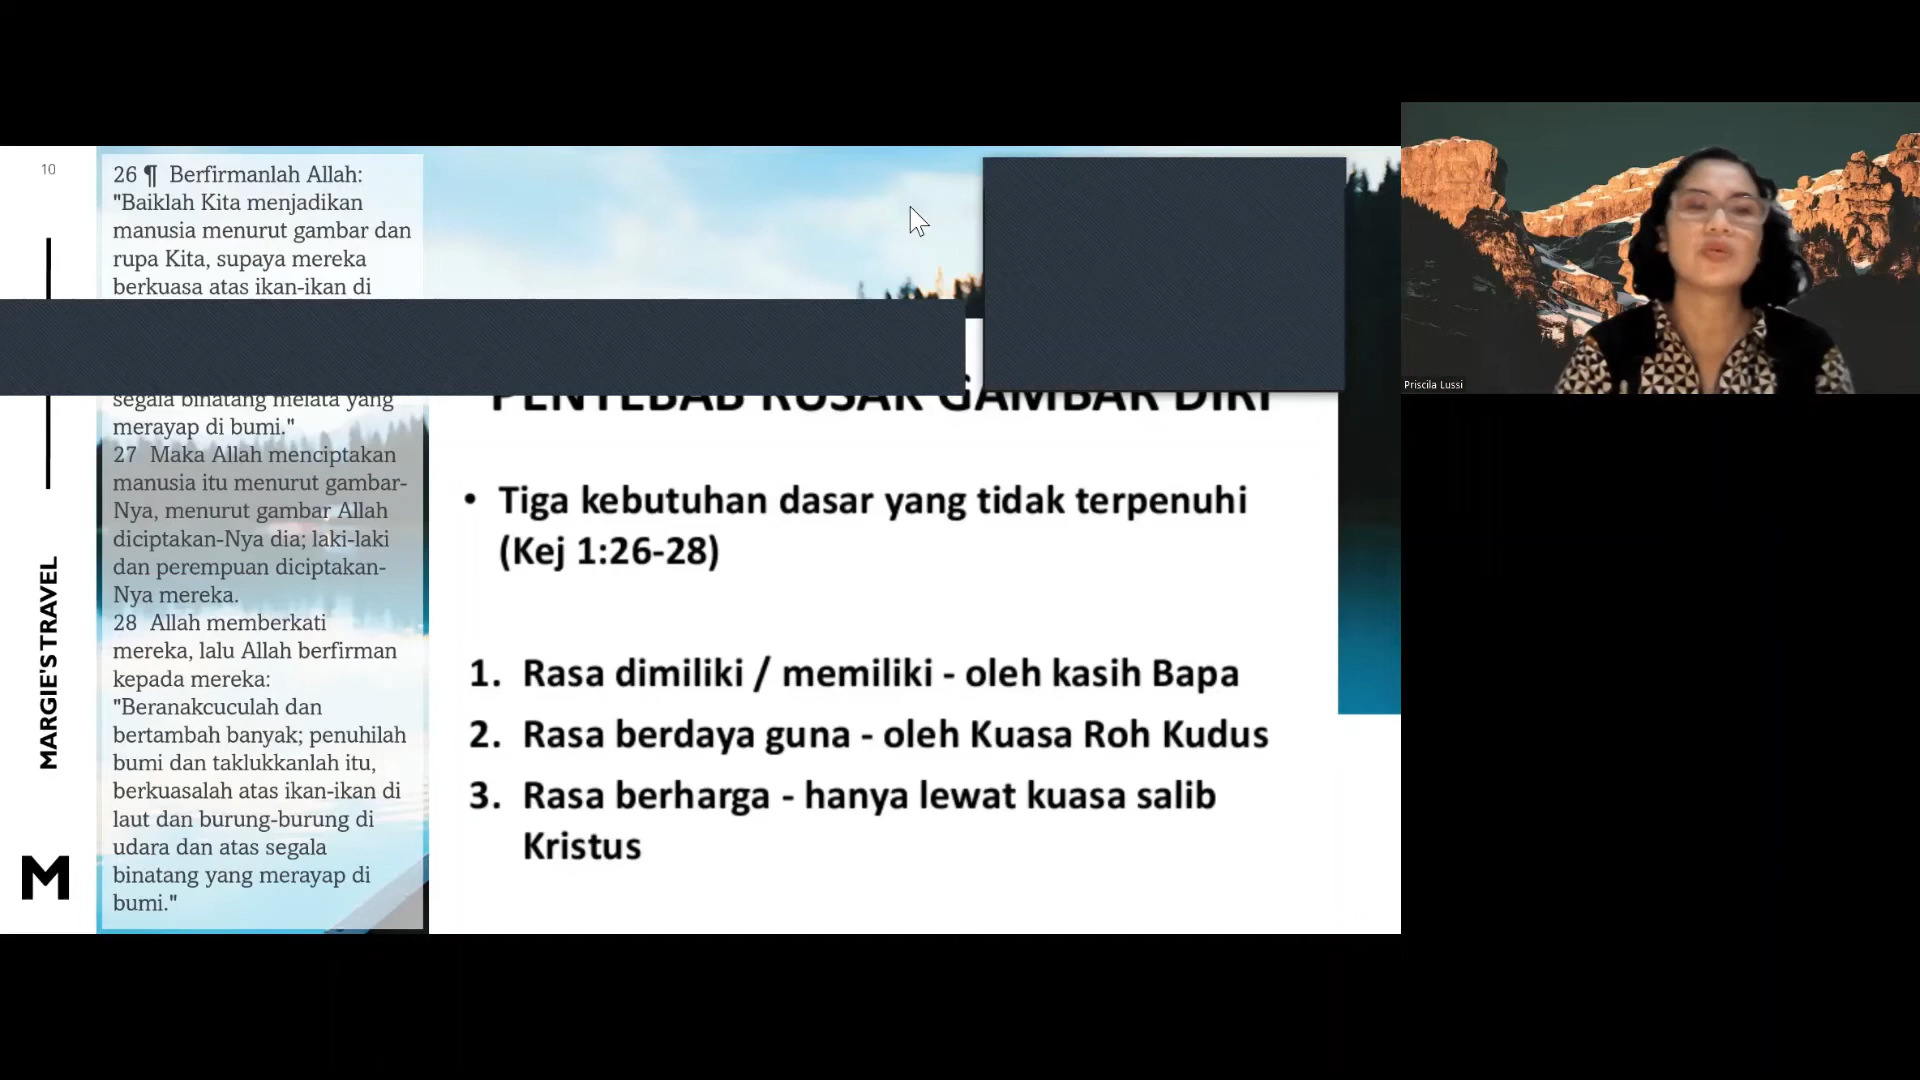 10
26 ¶ Berfirmanlah Allah:
"Baiklah Kita menjadikan
manusia menurut gambar dan
rupa Kita, supaya mereka
berkuasa atas ikan-ikan di
segala binatang melata yang
merayap di bumi."
27 Maka Allah menciptakan
manusia itu menurut gambar-
Nya, menurut gambar Allah
diciptakan-Nya dia; laki-laki
dan perempuan diciptakan-
Nya mereka.
28 Allah memberkati
mereka, lalu Allah berfirman
kepada mereka:
"Beranakcuculah dan
bertambah banyak; penuhilah
bumi dan taklukkanlah itu,
berkuasalah atas ikan-ikan di
laut dan burung-burung di
udara dan atas segala
binatang yang merayap di
bumi."
MARGIE'S TRAVEL
M
PENYEBAB RUSAK GAMBAR DIRI
• Tiga kebutuhan dasar yang tidak terpenuhi
(Kej 1:26-28)
1. Rasa dimiliki / memiliki - oleh kasih Bapa
2. Rasa berdaya guna - oleh Kuasa Roh Kudus
3. Rasa berharga - hanya lewat kuasa salib
Kristus
Priscila Lussi